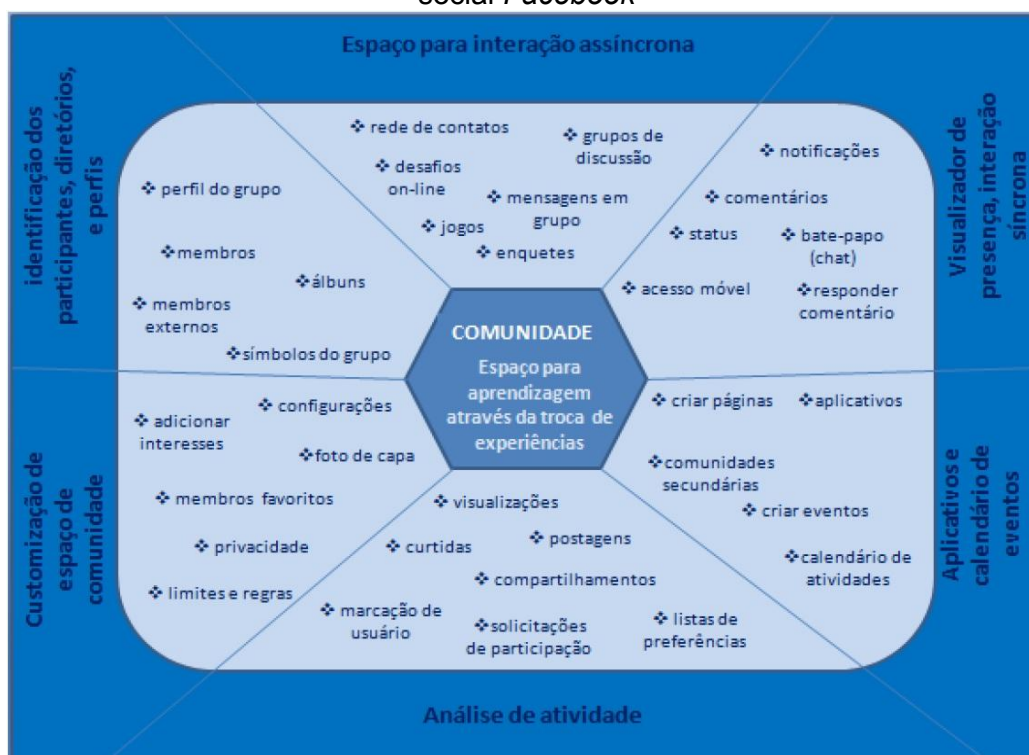 social Facebook
Espaço para interação assíncrona
identificação dos
participantes, diretórios,
e perfis
❖ perfil do grupo
❖membros
❖álbuns
❖ membros
externos
❖símbolos do grupo
❖ rede de contatos
❖ grupos de
discussão
❖ desafios
on-line
❖ mensagens em
grupo
❖ jogos
❖ enquetes
Visualizador de
presença, interação
síncrona
❖ notificações
❖ comentários
❖ status
❖ bate-papo
(chat)
❖ acesso móvel
❖responder
comentário
COMUNIDADE
Espaço para
aprendizagem
através da troca de
experiências
Customização de
espaço de
comunidade
❖ configurações
❖ adicionar
interesses
❖foto de capa
❖ membros favoritos
❖ privacidade
❖ limites e regras
❖ visualizações
❖ curtidas
❖ postagens
❖ compartilhamentos
❖ marcação de
usuário
❖solicitações
de participação
❖ listas de
preferências
Análise de atividade
Aplicativos e
calendário de
eventos
❖ criar páginas
❖aplicativos
❖comunidades
secundárias
❖ criar eventos
❖calendário de
atividades